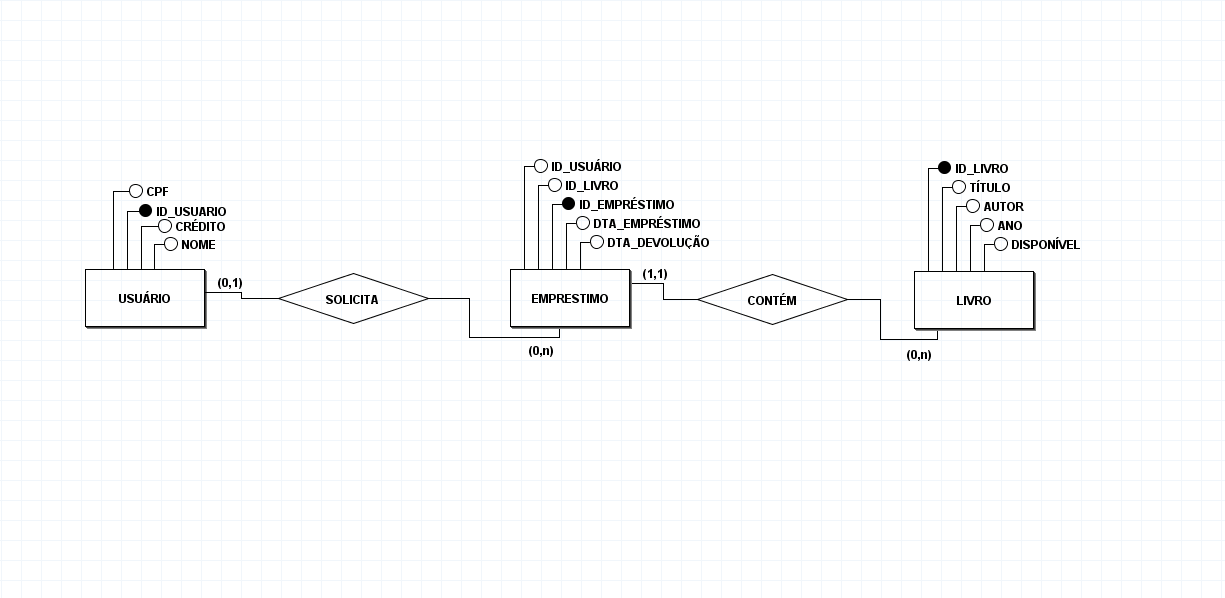 CPF
ID_USUARIO
CRÉDITO
NOME
USUÁRIO
(0,1)
SOLICITA
(0,n)
ID_USUÁRIO
ID_LIVRO
ID_EMPRÉSTIMO
DTA_EMPRÉSTIMO
DTA_DEVOLUÇÃO
EMPRESTIMO
(1,1)
CONTÉM
(0,n)
ID_LIVRO
TÍTULO
AUTOR
ANO
DISPONÍVEL
LIVRO